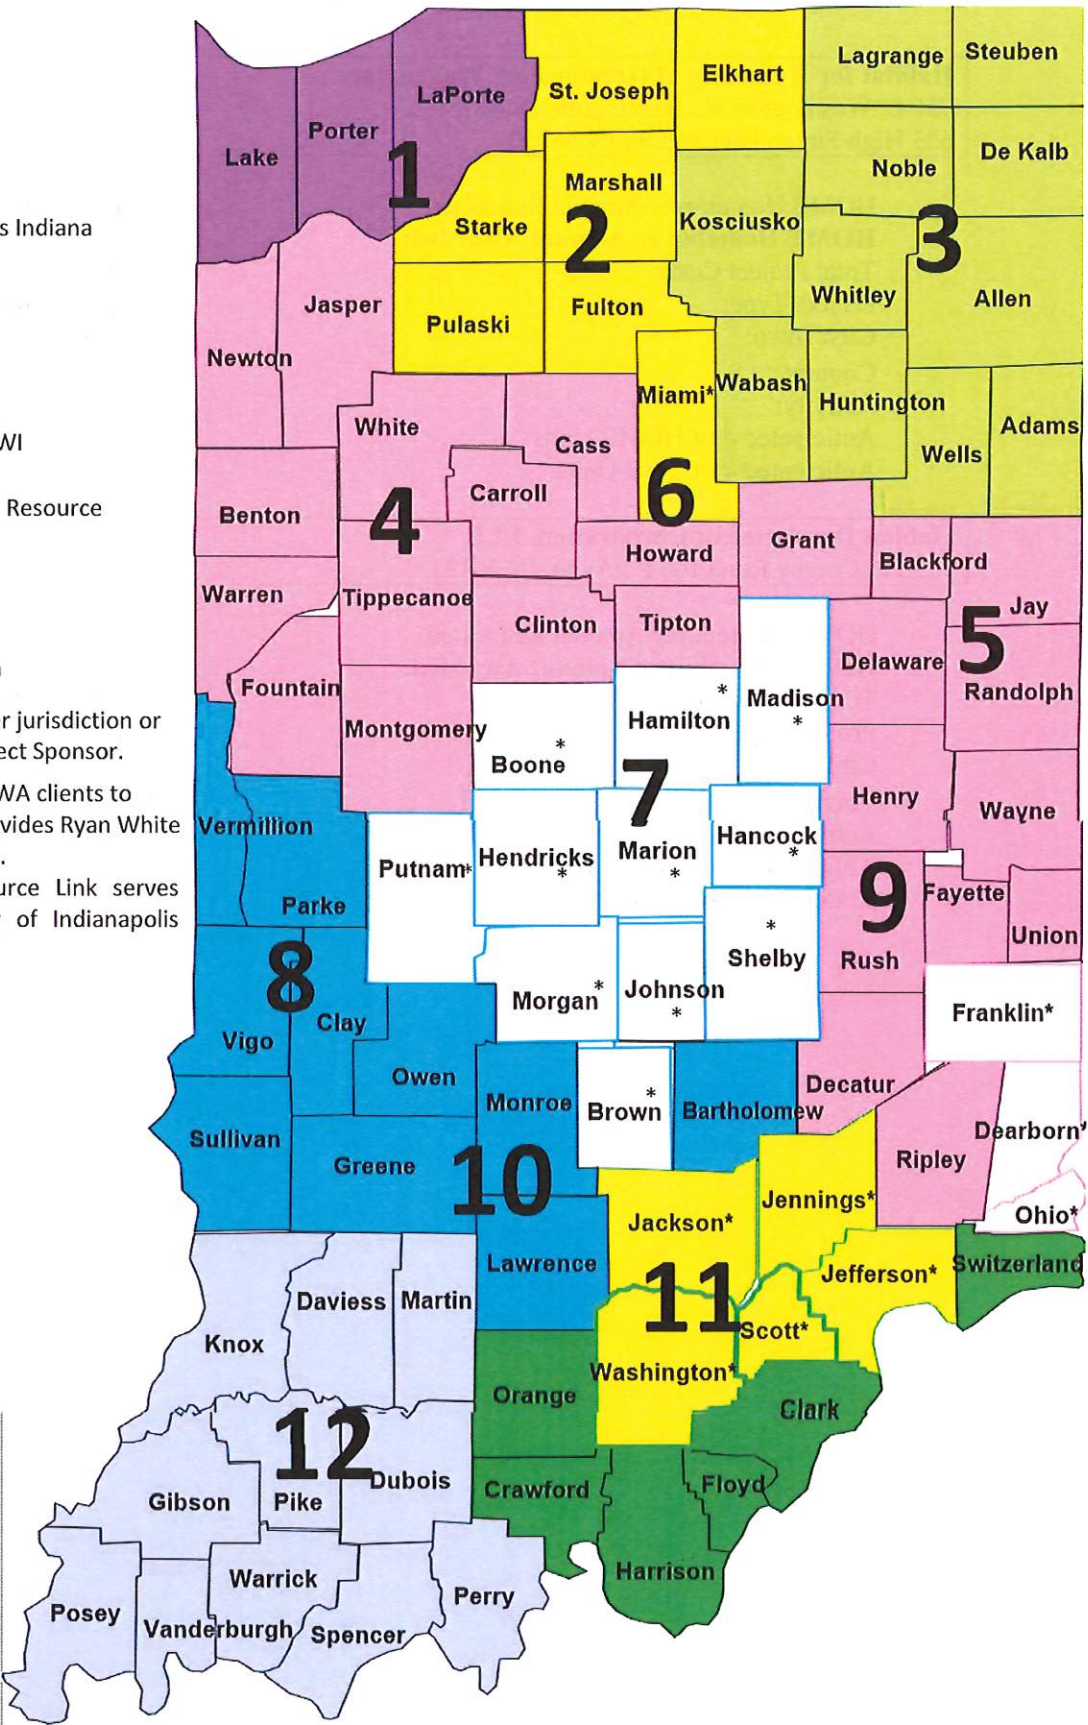 s Indiana
WI
Resource
er jurisdiction or
ect Sponsor.
WA clients to
vides Ryan White
.
urce Link serves
of Indianapolis
Lagrange
Steuben
Elkhart
St. Joseph
LaPorte
Porter
Lake
1
De Kalb
Noble
Marshall
Starke
2
Kosciusko
3
Whitley
Allen
Jasper
Fulton
Pulaski
Newton
Miami*
Wabash
Huntington
Adams
Wells
White
Cass
Carroll
6
4
Benton
Howard
Grant
Blackford
Warren
Tippecanoe
Clinton
Tipton
Jay
5
Delaware
Randolph
Fountain
Hamilton
*
Madison
*
Montgomery
Boone
*
7
Henry
Wayne
Vermillion
Putnam*
Hendricks
*
Marion
*
Hancock
*
9
Fayette
Parke
Union
Shelby
*
Rush
8
Morgan*
Johnson
*
Franklin*
Clay
Vigo
Owen
Decatur
Monroe
Brown
*
Bartholomew
Dearborn*
Sullivan
Greene
10
Ripley
Jennings*
Jackson*
Ohio*
Lawrence
Jefferson*
Switzerland
11
Daviess
Martin
Scott*
Knox
Washington*
Orange
Clark
12
Dubois
Crawford
Floyd
Gibson
Pike
Harrison
Warrick
Perry
Posey
Vanderburgh
Spencer